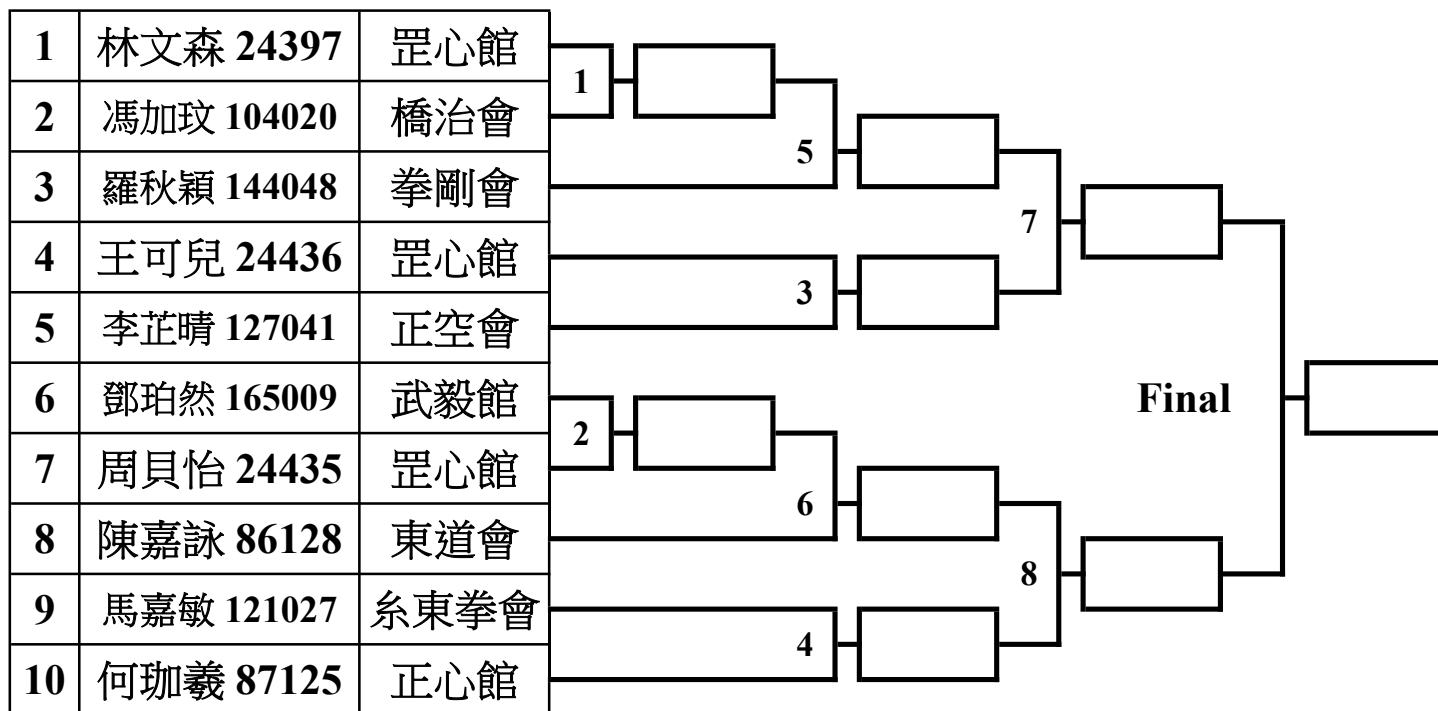 1 林文森 24397 罡心館
2 馮加玟 104020 橋治會
3 羅秋穎 144048 拳剛會
4 王可兒 24436 罡心館
5 李芷晴 127041 正空會
6 鄧珀然 165009 武毅館
7 周貝怡 24435 罡心館
8 陳嘉詠 86128 東道會
9 馬嘉敏 121027 糸東拳會
10 何珈羲 87125 正心館
1
5
7
3
Final
2
6
8
4